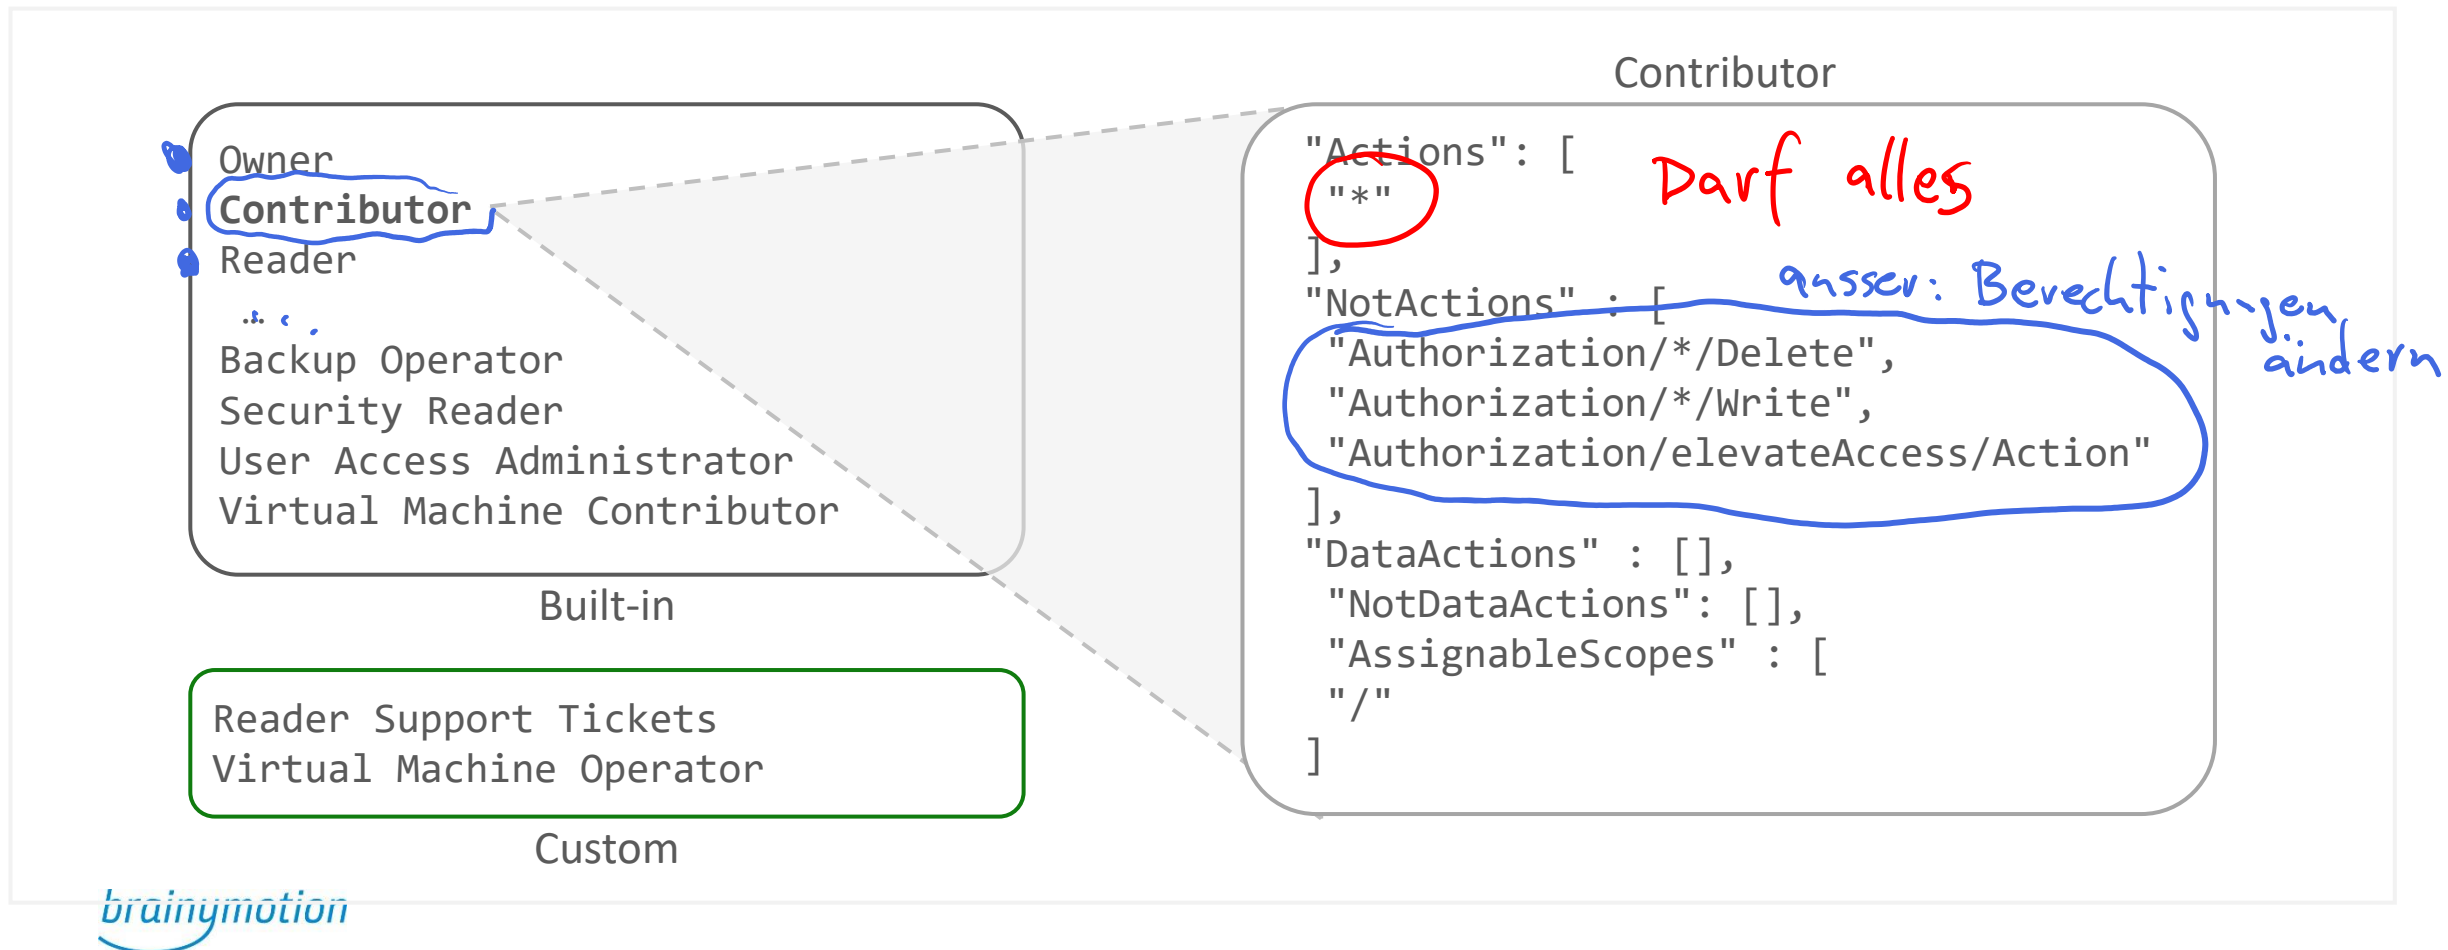 Owner
Contributor
Reader
...
Backup Operator
Security Reader
User Access Administrator
Virtual Machine Contributor
Built-in
Reader Support Tickets
Virtual Machine Operator
Custom
Contributor
"Actions": [
Darf alles
"*"
],
ausser: Berechtigungen
ändern
"NotActions" : [
"Authorization/*/Delete",
"Authorization/*/Write",
"Authorization/elevateAccess/Action"
],
"DataActions" : [],
"NotDataActions": [],
"AssignableScopes" : [
"/"
]
brainymotion